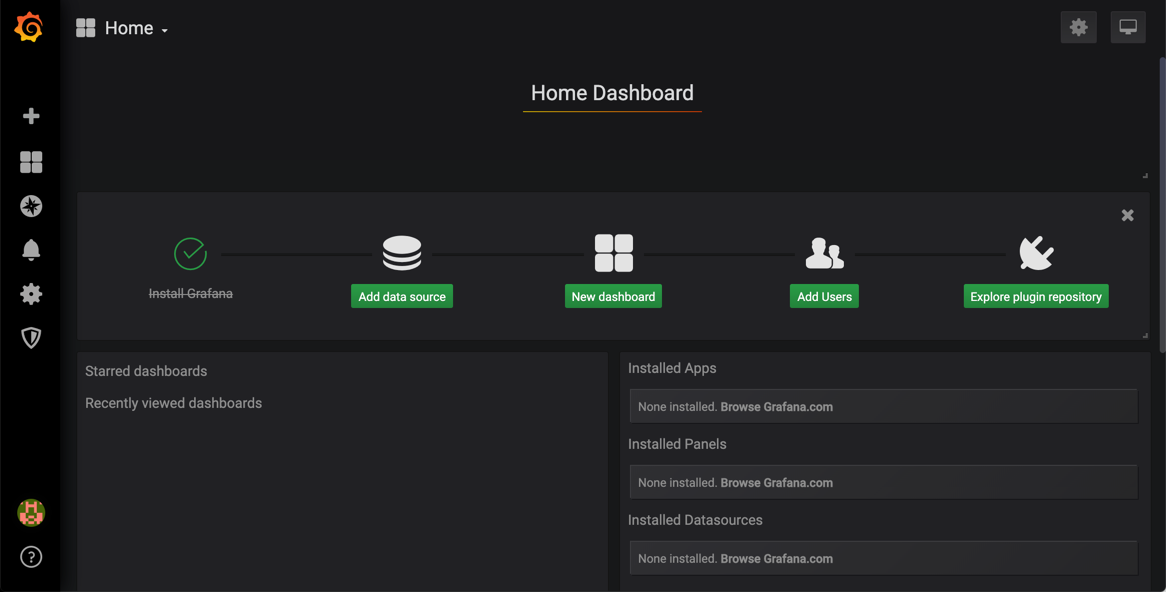 Home
Home Dashboard
Install Grafana
Add data source
New dashboard
Add Users
Explore plugin repository
Starred dashboards
Recently viewed dashboards
Installed Apps
None installed. Browse Grafana.com
Installed Panels
None installed. Browse Grafana.com
Installed Datasources
None installed. Browse Grafana.com
?